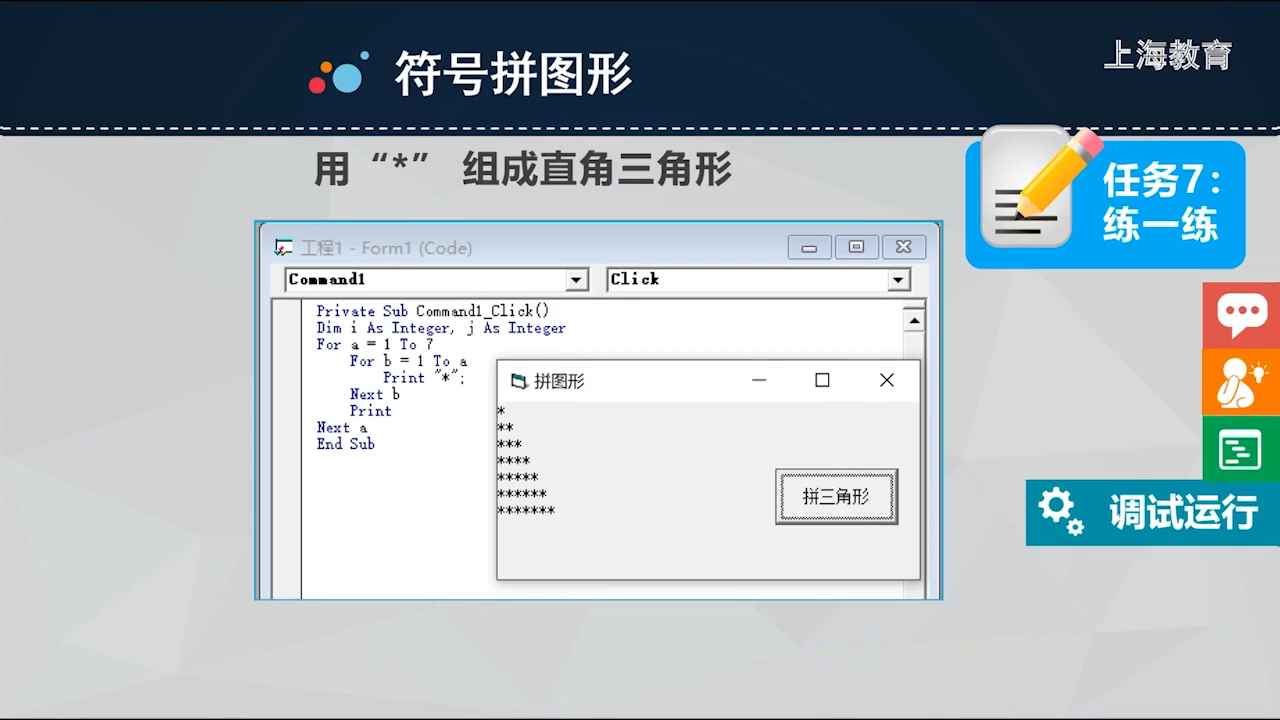 符号拼图形
上海教育
用“*” 组成直角三角形
任务7：
练一练
工程1 - Form1 (Code)
Command1
Click
Private Sub Command1_Click()
Dim i As Integer, j As Integer
For a = 1 To 7
For b = 1 To a
Print "*";
Next b
Print
Next a
End Sub
拼图形
*
**
***
****
*****
******
*******
拼三角形
调试运行